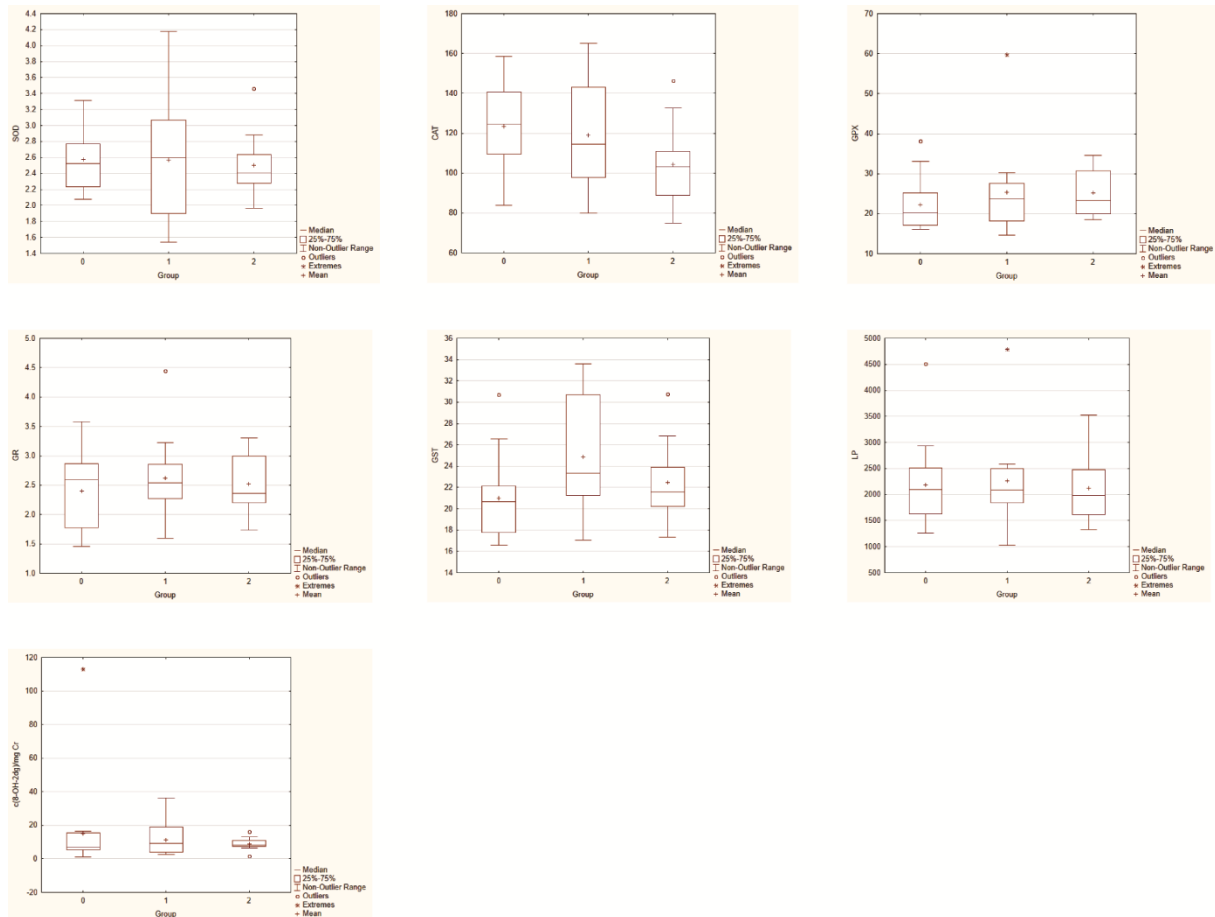 4.4
4.2
4.0
3.8
3.6
3.4
3.2
3.0
2.8
2.6
2.4
2.2
2.0
1.8
1.6
1.4
SOD
0 1 2
Group
Median
25%-75%
Non-Outlier Range
Outliers
Extremes
Mean
180
160
140
120
100
80
60
CAT
0 1 2
Group
Median
25%-75%
Non-Outlier Range
Outliers
Extremes
Mean
70
60
50
40
30
20
10
GPX
0 1 2
Group
Median
25%-75%
Non-Outlier Range
Outliers
Extremes
Mean
5.0
4.5
4.0
3.5
3.0
2.5
2.0
1.5
1.0
GR
0 1 2
Group
Median
25%-75%
Non-Outlier Range
Outliers
Extremes
Mean
36
34
32
30
28
26
24
22
20
18
16
14
GST
0 1 2
Group
Median
25%-75%
Non-Outlier Range
Outliers
Extremes
Mean
5000
4500
4000
3500
3000
2500
2000
1500
1000
500
LP
0 1 2
Group
Median
25%-75%
Non-Outlier Range
Outliers
Extremes
Mean
120
100
80
60
40
20
0
-20
c(8-OH-2dg)/mg Cr
0 1 2
Group
Median
25%-75%
Non-Outlier Range
Outliers
Extremes
Mean